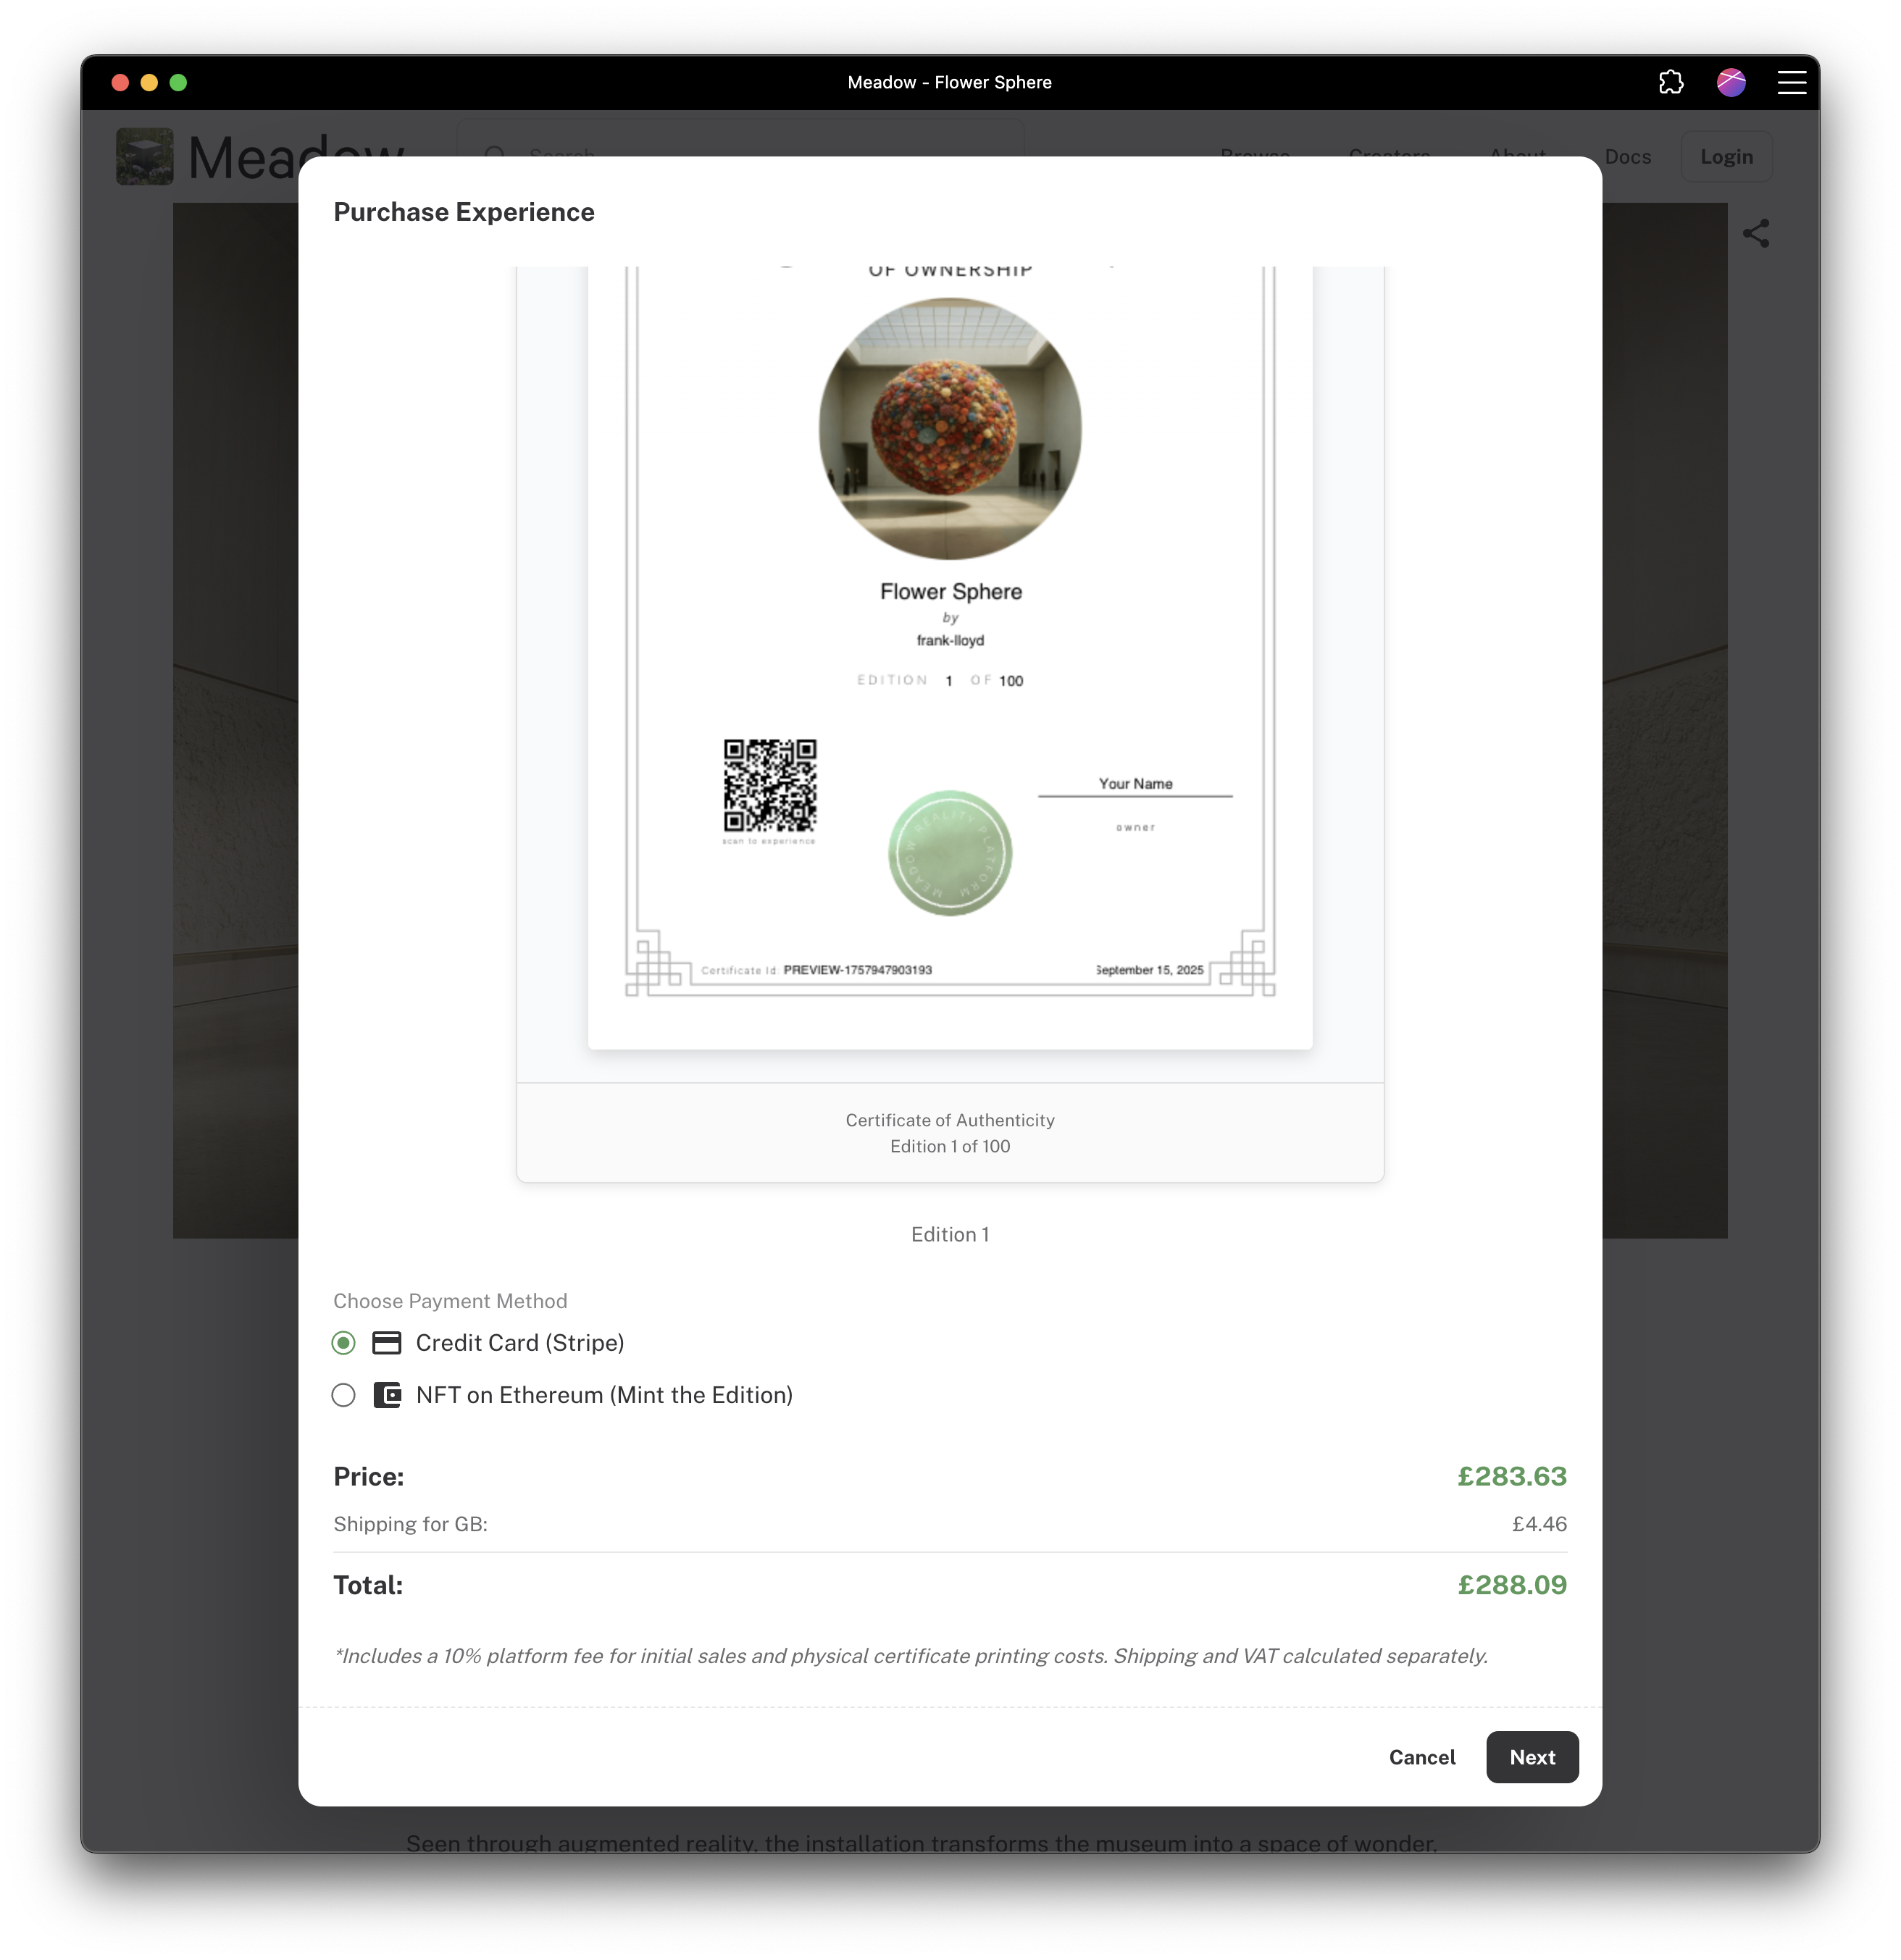 Meadow - Flower Sphere
Meadow
Search
Browse
Creators
About
Docs
Login
Purchase Experience
OF OWNERSHIP
Flower Sphere
by
frank-lloyd
EDITION 1 OF 100
scan to experience
Your Name
owner
MEADOW REALITY PLATFORM
Certificate Id: PREVIEW-1757947903193
September 15, 2025
Certificate of Authenticity
Edition 1 of 100
Edition 1
Choose Payment Method
Credit Card (Stripe)
NFT on Ethereum (Mint the Edition)
Price: £283.63
Shipping for GB: £4.46
Total: £288.09
*Includes a 10% platform fee for initial sales and physical certificate printing costs. Shipping and VAT calculated separately.
Cancel
Next
Seen through augmented reality, the installation transforms the museum into a space of wonder.